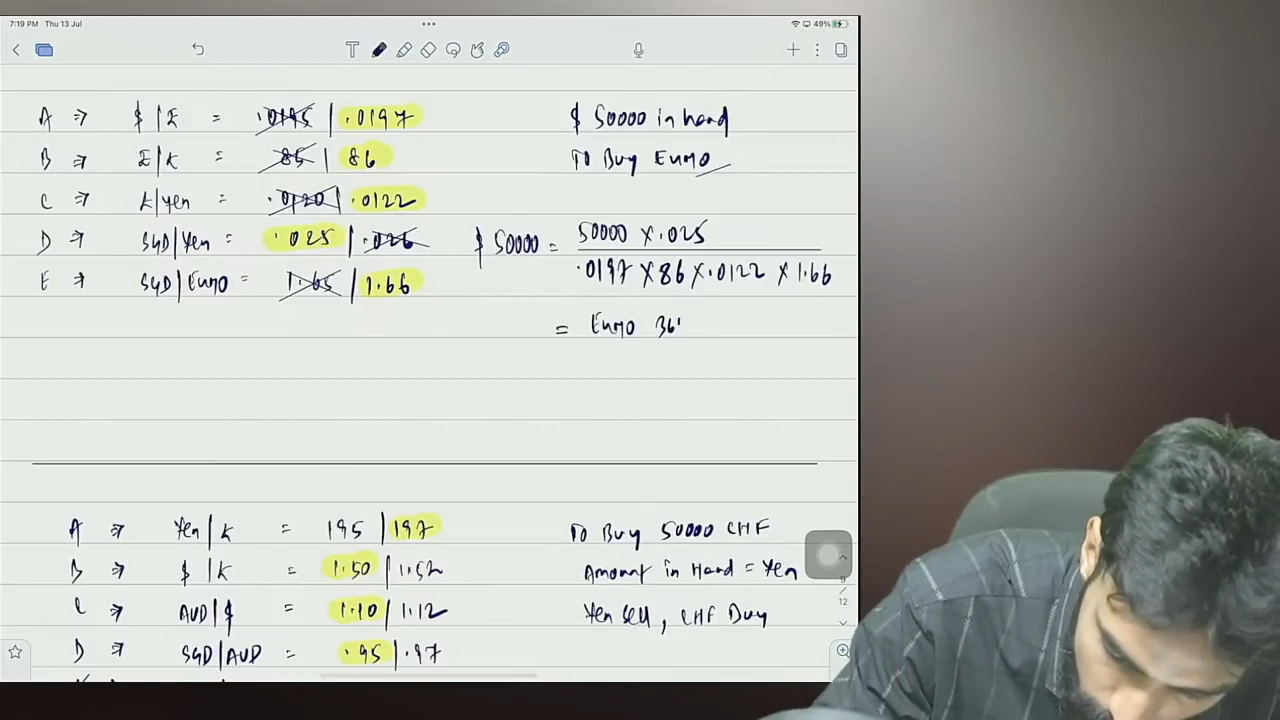 7:19 PM Thu 13 Jul
49%
A ⇒ $|£ = .0195 | .0197
B ⇒ £|K = 85 | 86
C ⇒ K|Yen = .0120 | .0122
D ⇒ SGD|Yen = .025 | .026
E ⇒ SGD|Euro = 1.65 | 1.66
$ 50000 in hand
To Buy Euro
$ 50000 = 50000 × .025
.0197 × 86 × .0122 × 1.66
= Euro 36'
A ⇒ Yen|K = 195 | 197
B ⇒ $|K = 1.50 | 1.52
C ⇒ AUD|$ = 1.10 | 1.12
D ⇒ SGD|AUD = .95 | .97
To Buy 50000 CHF
Amount in Hand = Yen
Yen sell, CHF Buy
9
/
12